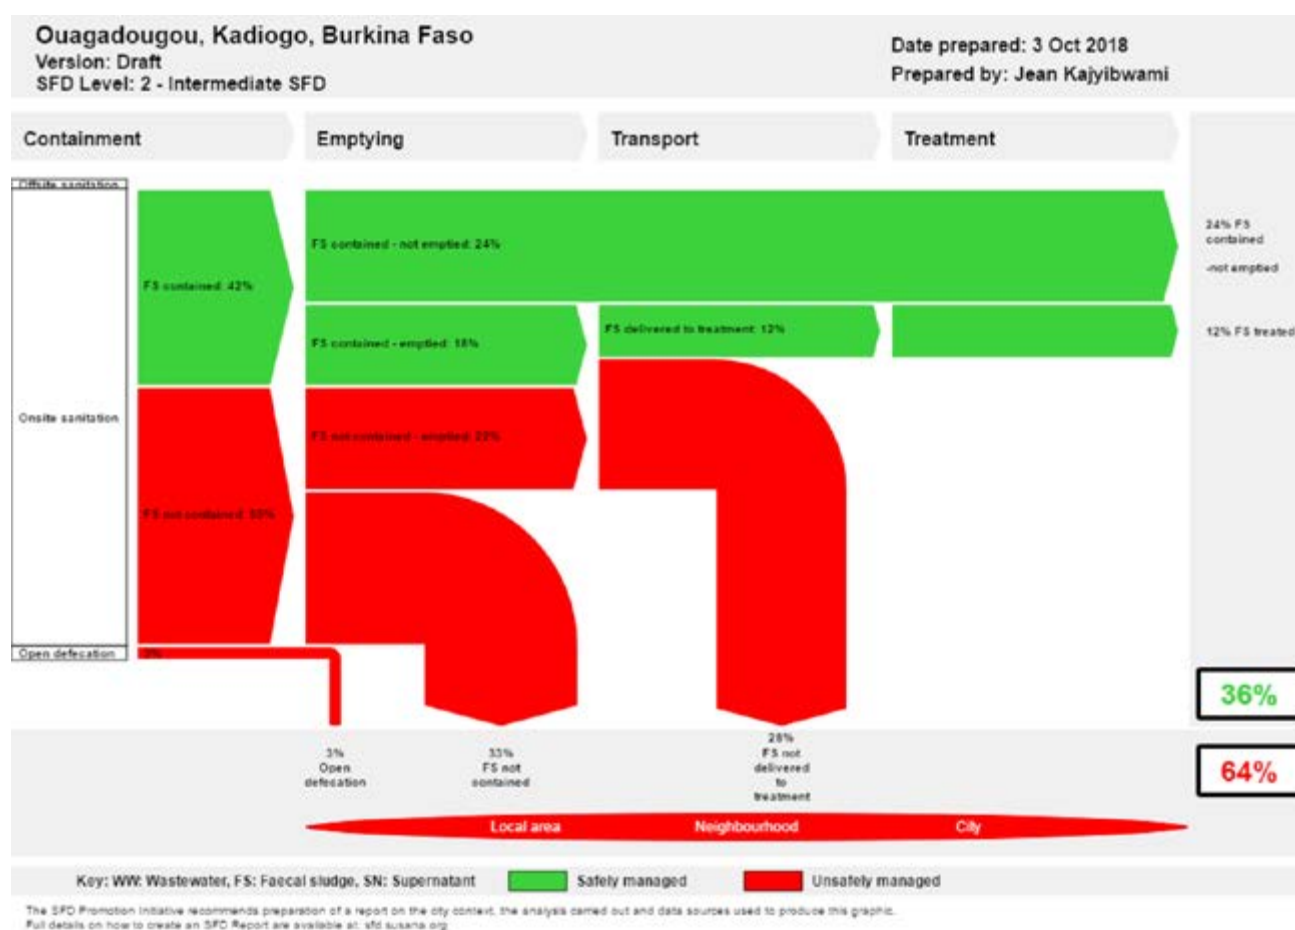 Ouagadougou, Kadiogo, Burkina Faso
Version: Draft
SFD Level: 2 - Intermediate SFD
Date prepared: 3 Oct 2018
Prepared by: Jean Kajyibwami
Containment
Emptying
Transport
Treatment
Offsite sanitation
Onsite sanitation
Open defecation
FS contained: 42%
FS not contained:
3%
FS contained - not emptied: 24%
FS contained - emptied: 18%
FS not contained - emptied: 22%
FS delivered to treatment: 12%
24% FS
contained
-not emptied
12% FS treated
36%
64%
3%
Open
defecation
33%
FS not
contained
28%
FS not
delivered
to
treatment
Local area
Neighbourhood
City
Key: WW: Wastewater, FS: Faecal sludge, SN: Supernatant
Safely managed
Unsafely managed
The SFD Promotion Initiative recommends preparation of a report on the city context, the analysis carried out and data sources used to produce this graphic.
Full details on how to create an SFD Report are available at: sfd.susana.org